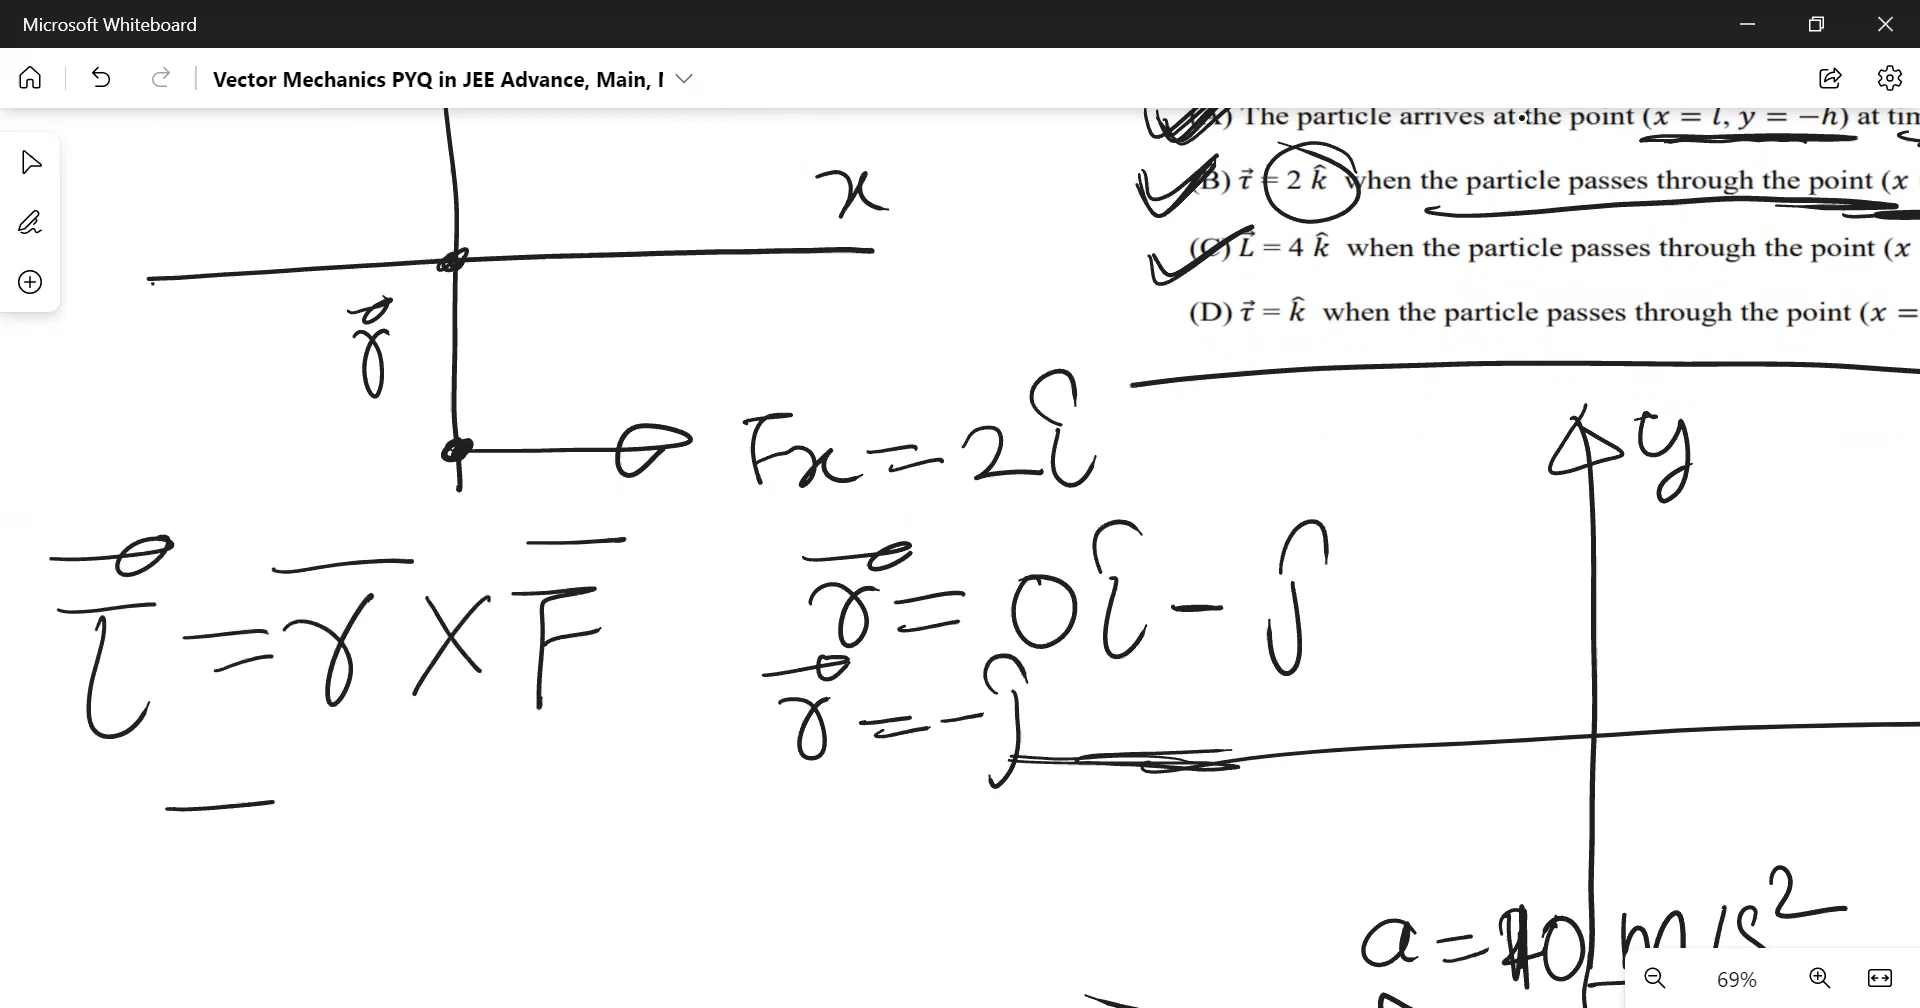 Microsoft Whiteboard
Vector Mechanics PYQ in JEE Advance, Main,
The particle arrives at the point (x = l, y = −h) at
(B) τ⃗ = 2 k̂ when the particle passes through the point (x
(C) L⃗ = 4 k̂ when the particle passes through the point (x
(D) τ⃗ = k̂ when the particle passes through the point (x =
x
r⃗
Fx = 2î
y
τ⃗ = r × F
r⃗ = 0î − ĵ
r⃗ = −ĵ
a = 10 m/s²
69%